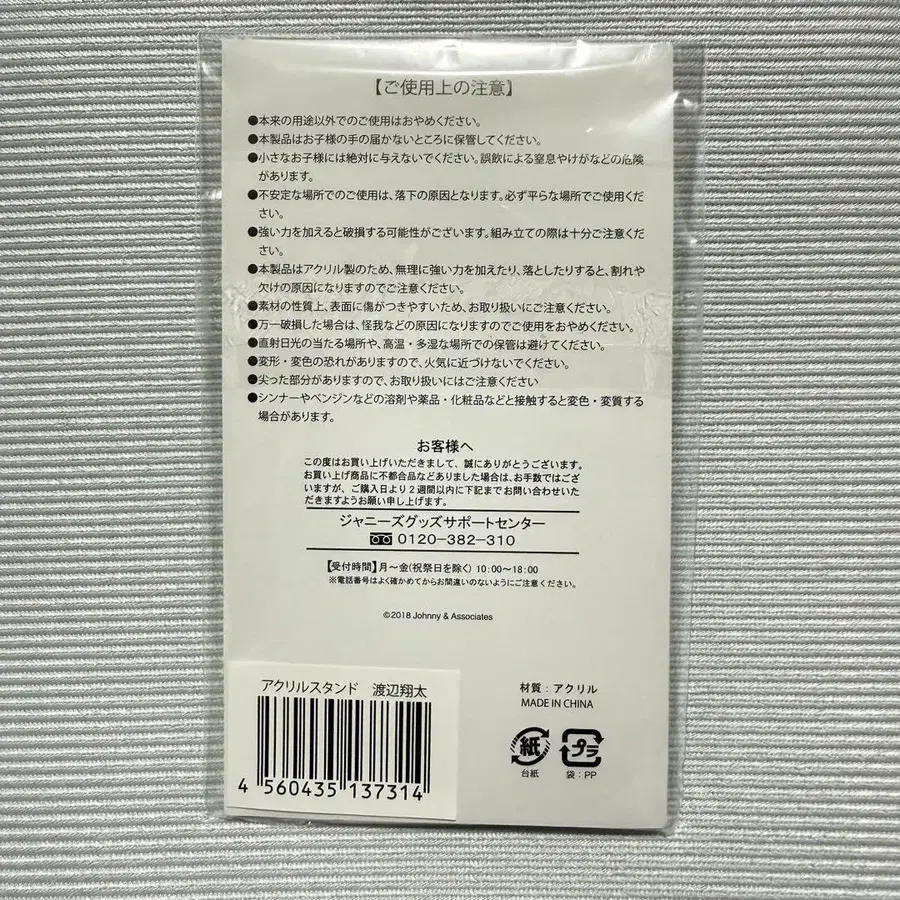 【ご使用上の注意】
●本来の用途以外でのご使用はおやめください。
●本製品はお子様の手の届かないところに保管してください。
●小さなお子様には絶対に与えないでください。誤飲による窒息やけがなどの危険
があります。
●不安定な場所でのご使用は、落下の原因となります。必ず平らな場所でご使用くだ
さい。
●強い力を加えると破損する可能性がございます。組み立ての際は十分ご注意くだ
さい。
●本製品はアクリル製のため、無理に強い力を加えたり、落としたりすると、割れや
欠けの原因になりますのでご注意ください。
●素材の性質上、表面に傷がつきやすいため、お取り扱いにご注意ください。
●万一破損した場合は、怪我などの原因になりますのでご使用をおやめください。
●直射日光の当たる場所や、高温・多湿な場所での保管は避けてください。
●変形・変色の恐れがありますので、火気に近づけないでください。
●尖った部分がありますので、お取り扱いにはご注意ください
●シンナーやベンジンなどの溶剤や薬品・化粧品などと接触すると変色・変質する
場合があります。
お客様へ
この度はお買い上げいただきまして、誠にありがとうございます。
お買い上げ商品に不都合品などありました場合は、お手数ではござ
いますが、ご購入日より2週間以内に下記までお問い合わせいた
だきますようお願い申し上げます。
ジャニーズグッズサポートセンター
0120-382-310
【受付時間】月～金(祝祭日を除く) 10:00～18:00
※電話番号はよく確かめてからお間違いのないようにご注意ください。
©2018 Johnny & Associates
アクリルスタンド 渡辺翔太
4 560435 137314
材質：アクリル
MADE IN CHINA
紙 プラ
台紙 袋：PP